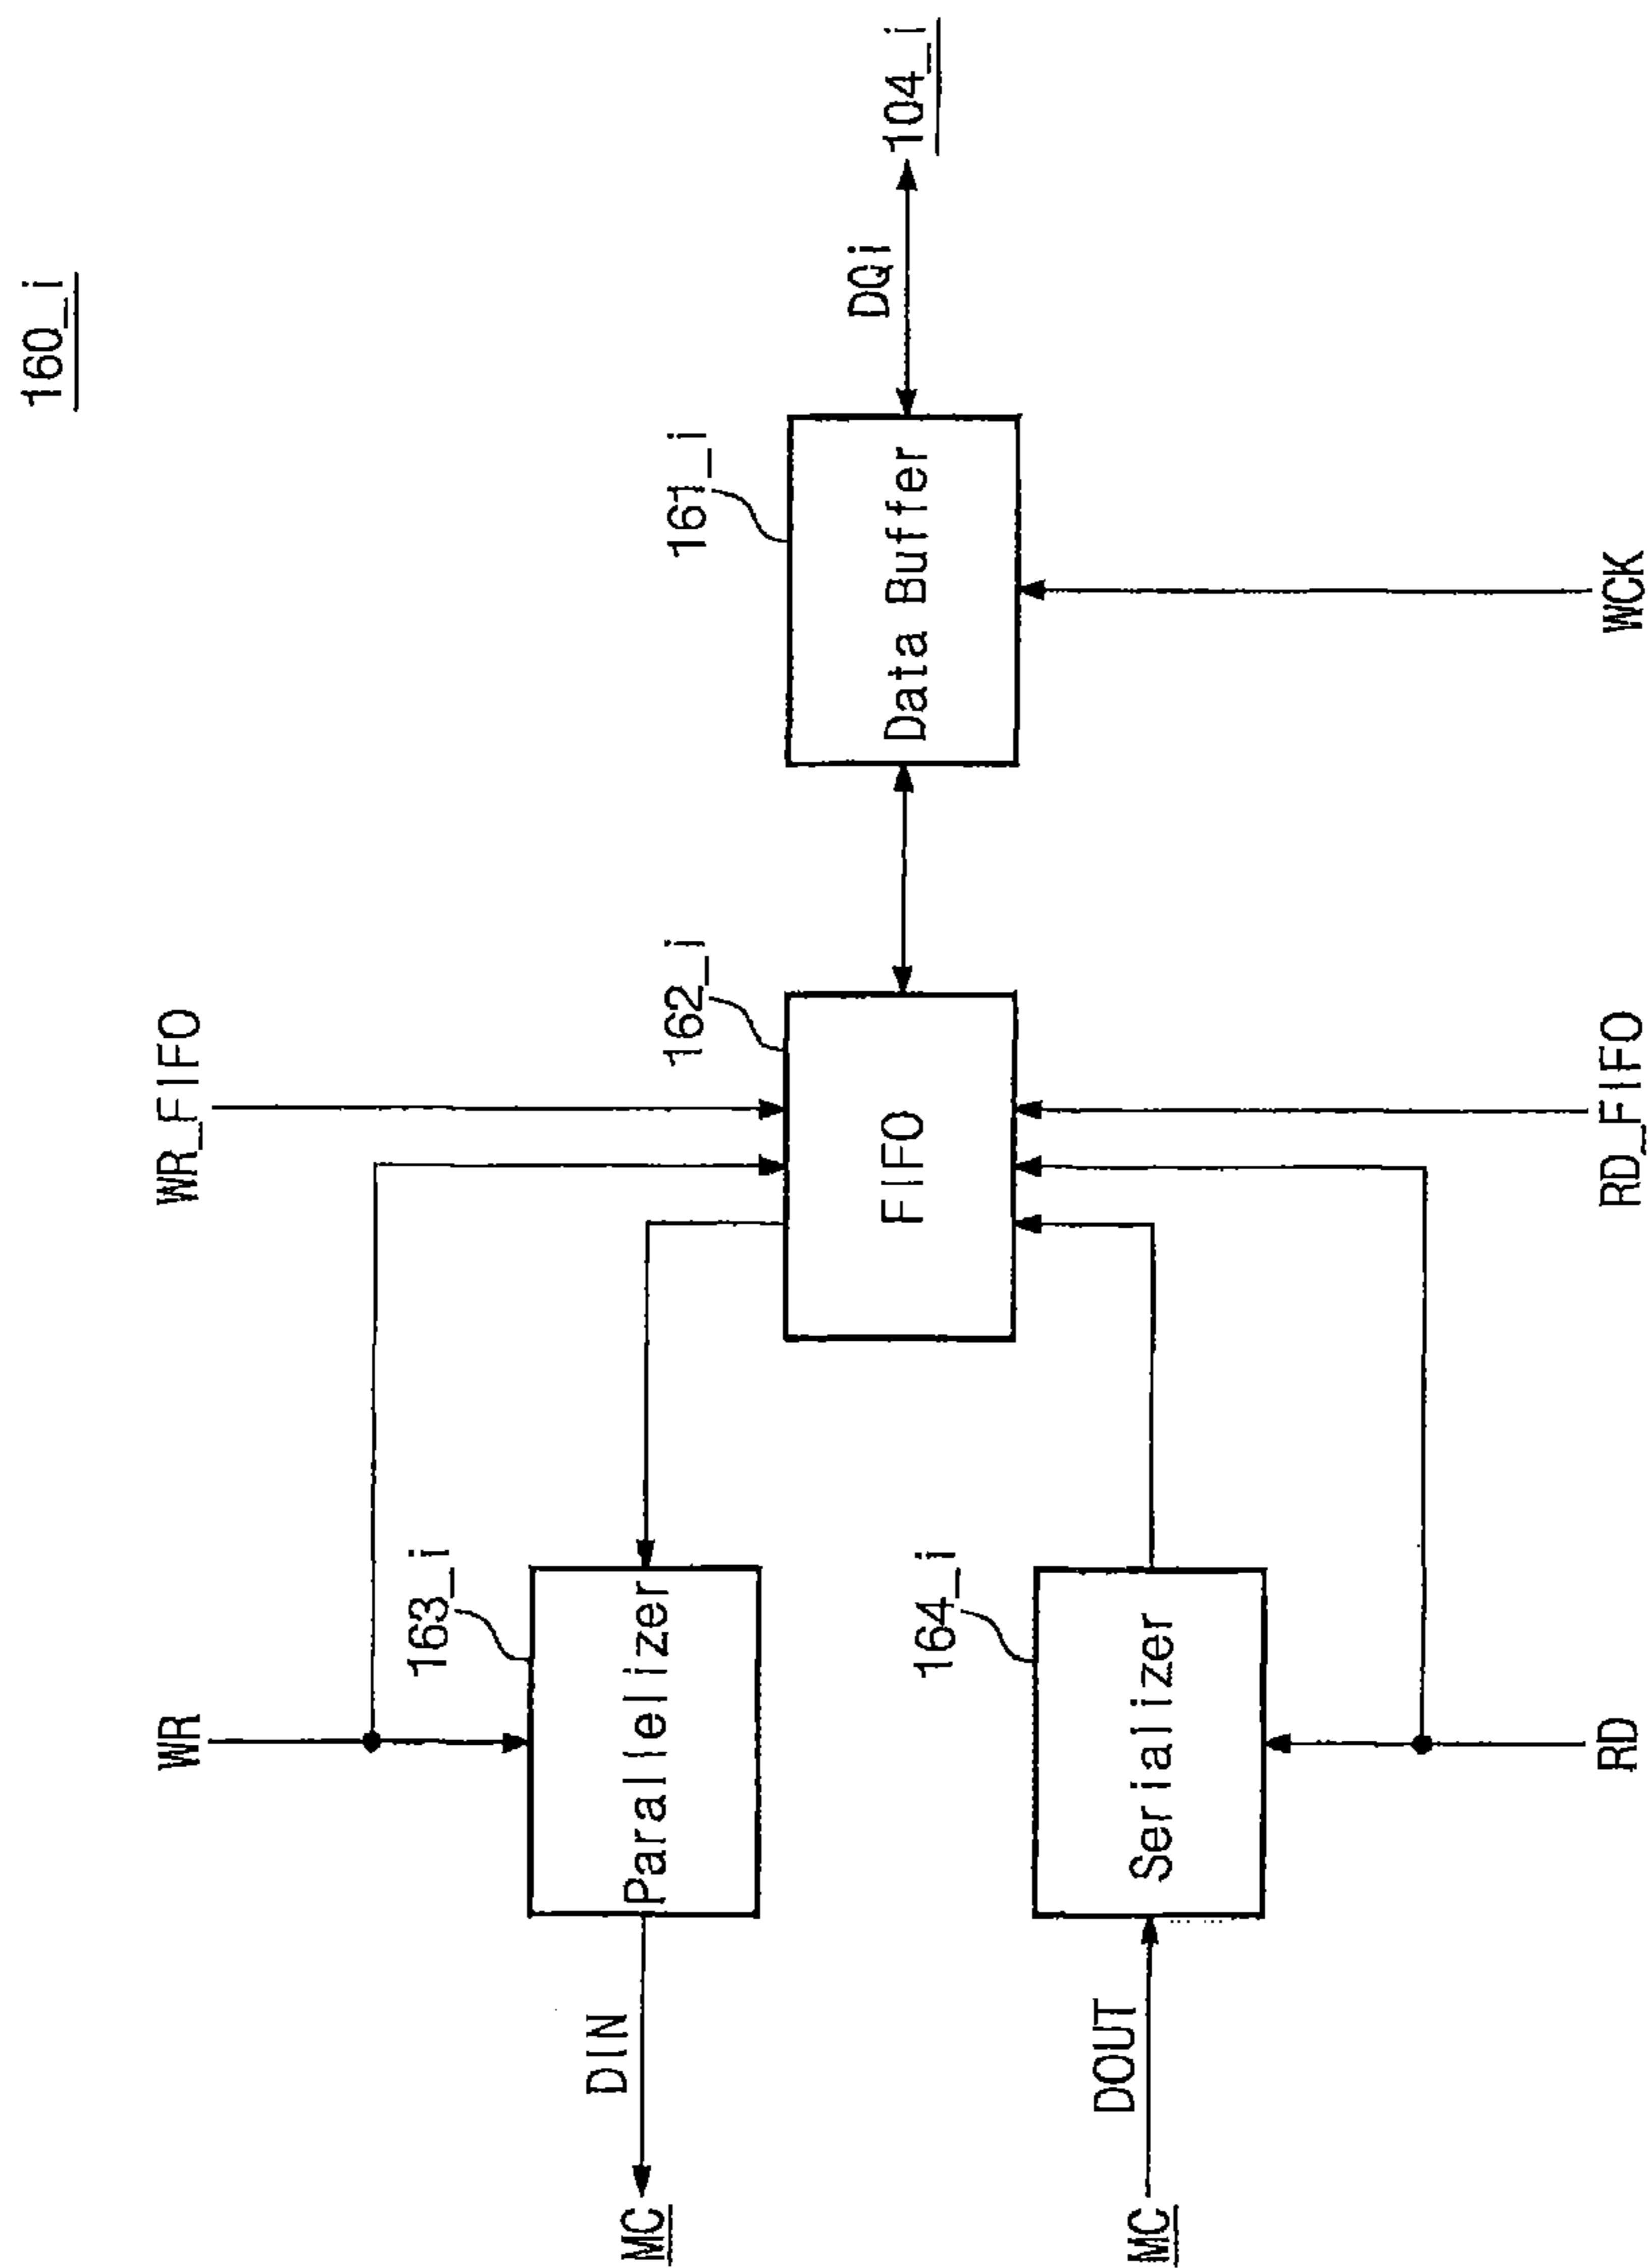 160_i
WR
WR_FIFO
163_i
162_i
161_i
DIN
MC
Parallelizer
FIFO
Data Buffer
DQi
104_i
164_i
DOUT
MC
Serializer
RD
RD_FIFO
WCK